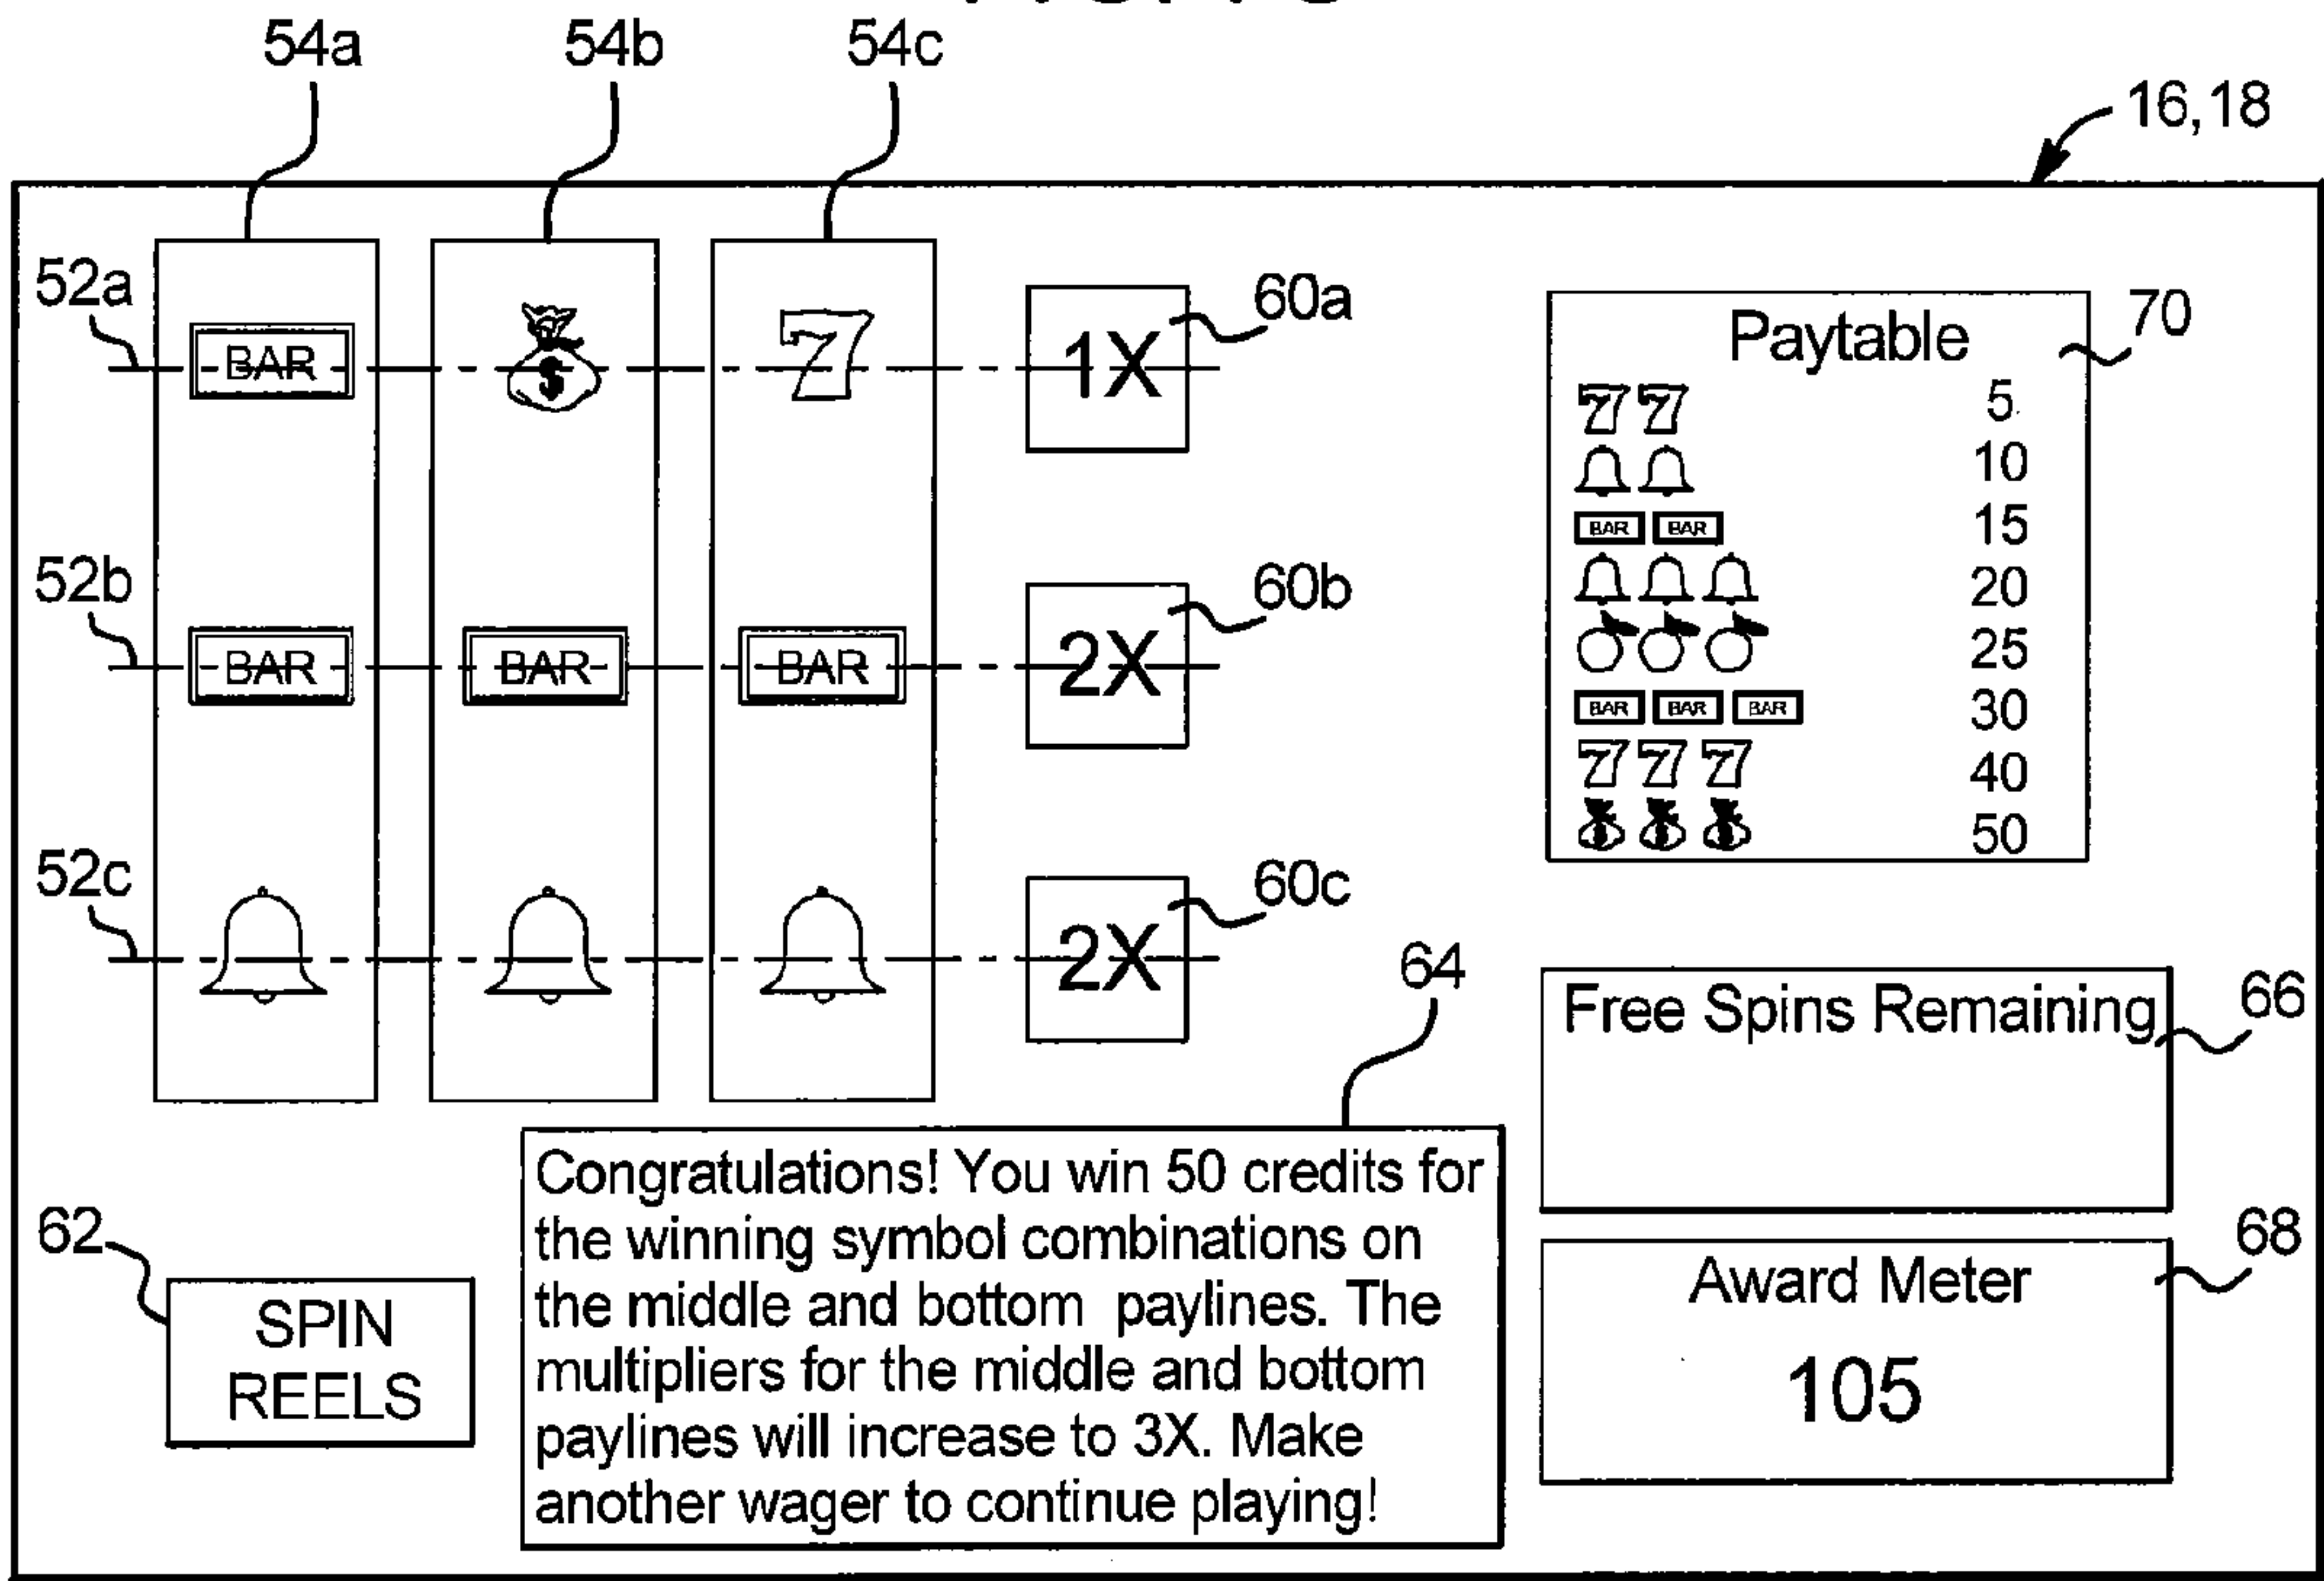 54a 54b 54c
16,18
52a
BAR
$
7
1X
60a
52b
BAR BAR BAR
2X
60b
52c
2X
60c
Paytable
70
77 77 5
10
BAR BAR 15
20
25
BAR BAR BAR 30
77 77 77 40
50
64
Free Spins Remaining
66
Award Meter
68
105
62
SPIN
REELS
Congratulations! You win 50 credits for
the winning symbol combinations on
the middle and bottom paylines. The
multipliers for the middle and bottom
paylines will increase to 3X. Make
another wager to continue playing!